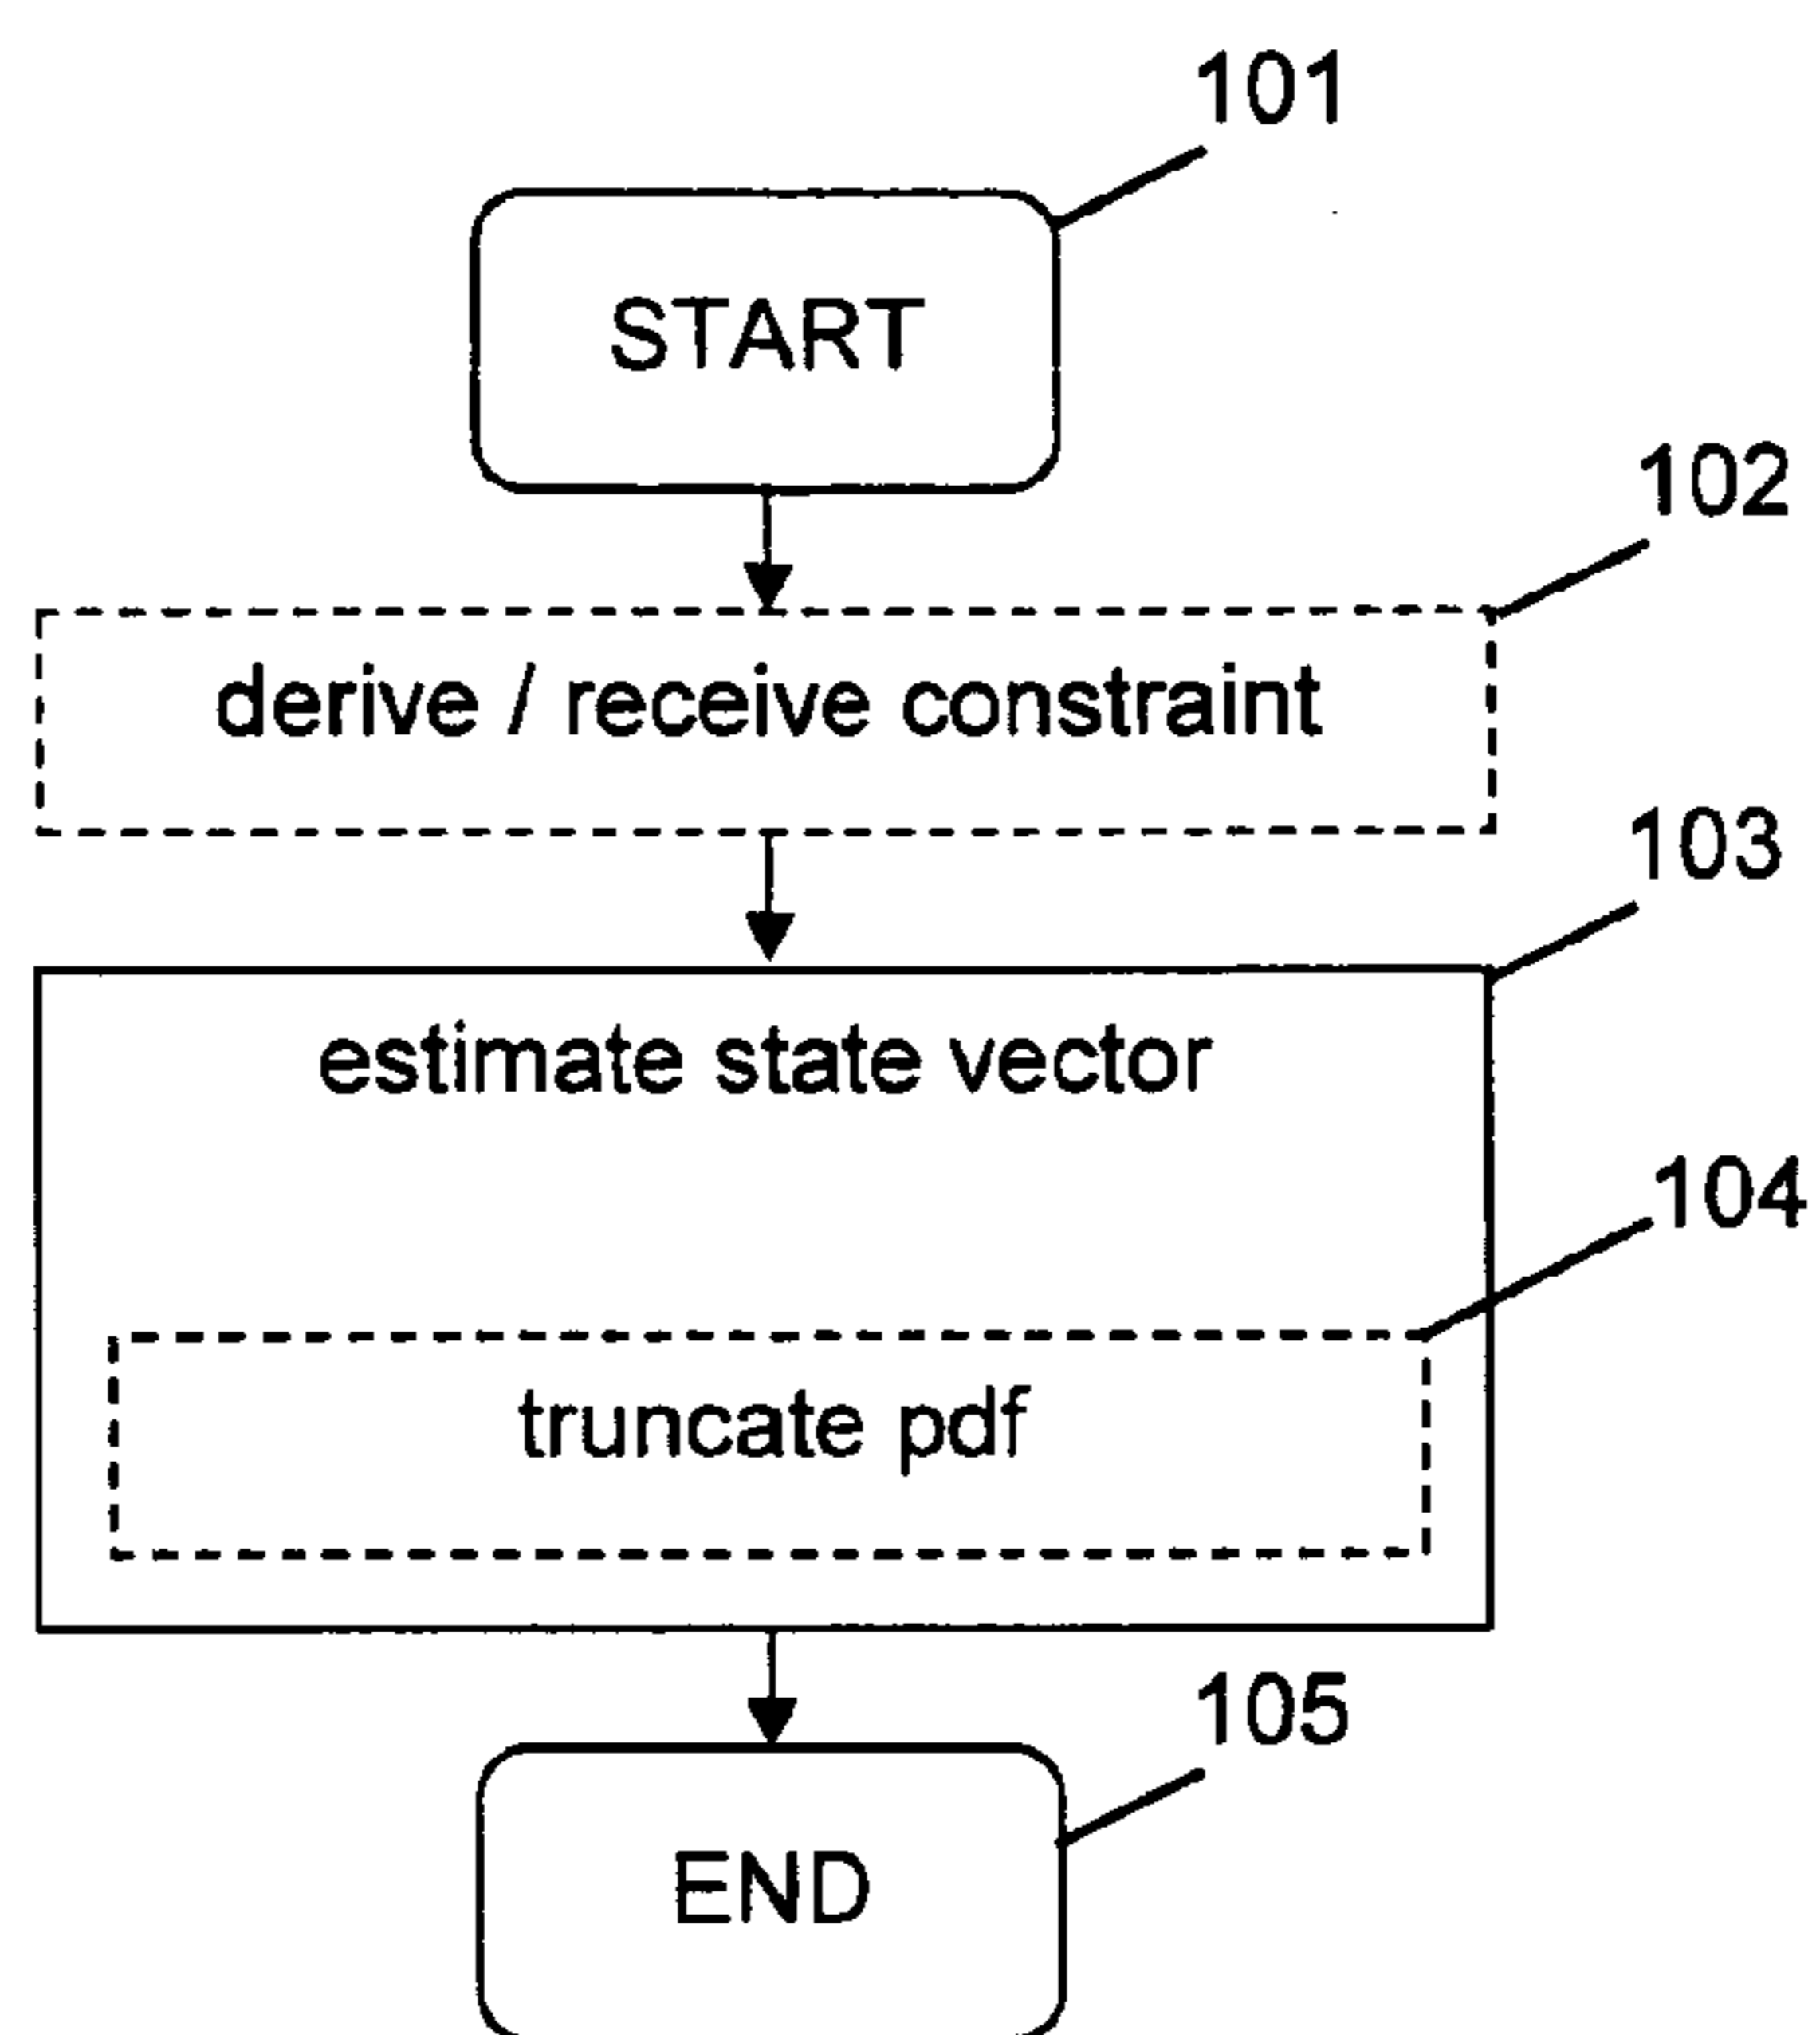 101
START
102
derive / receive constraint
103
estimate state vector
104
truncate pdf
105
END